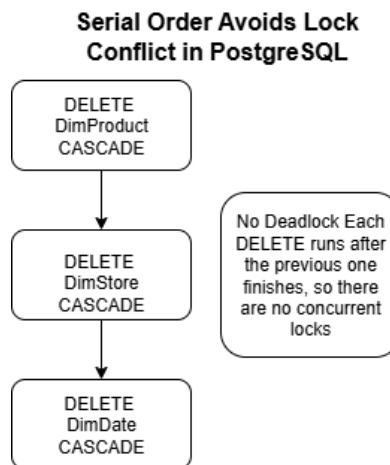 Serial Order Avoids Lock
Conflict in PostgreSQL
DELETE
DimProduct
CASCADE
DELETE
DimStore
CASCADE
No Deadlock Each
DELETE runs after
the previous one
finishes, so there
are no concurrent
locks
DELETE
DimDate
CASCADE